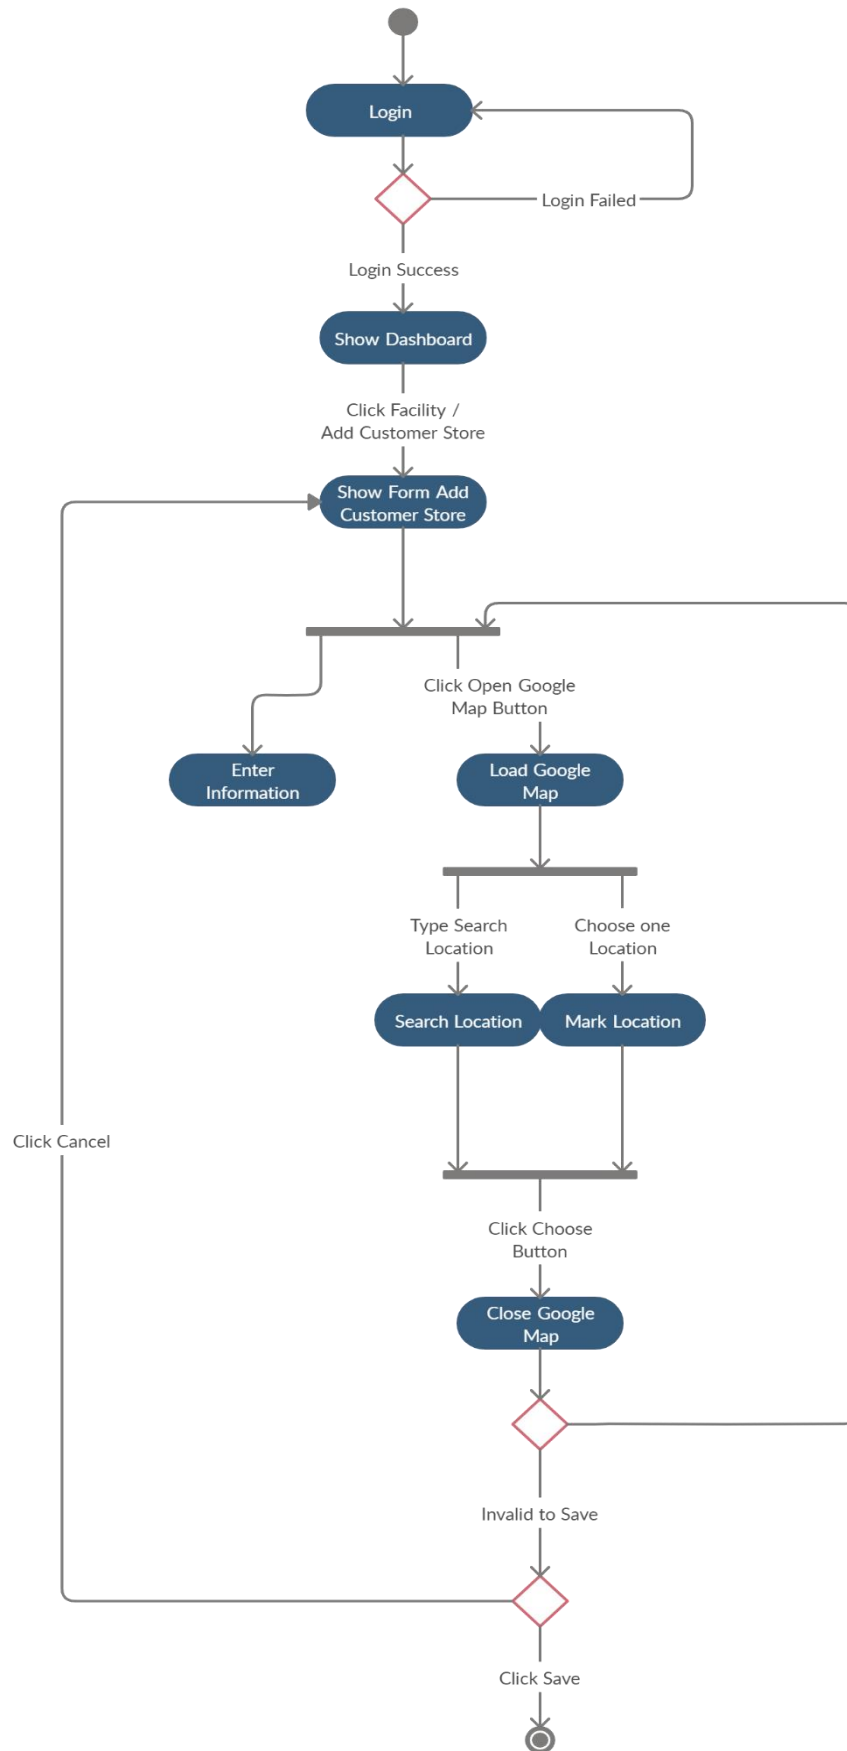 Login
Login Failed
Login Success
Show Dashboard
Click Facility /
Add Customer Store
Show Form Add
Customer Store
Click Open Google
Map Button
Enter
Information
Load Google
Map
Type Search
Location
Choose one
Location
Search Location
Mark Location
Click Cancel
Click Choose
Button
Close Google
Map
Invalid to Save
Click Save